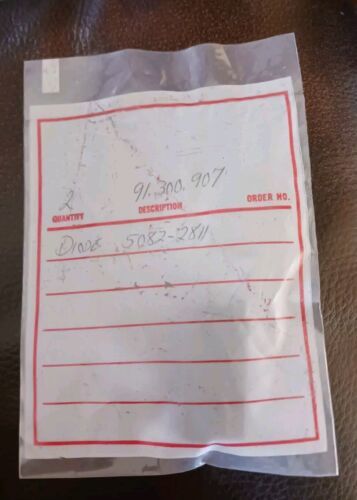 2 91.300.907
QUANTITY DESCRIPTION ORDER NO.
Diode 5082-2811